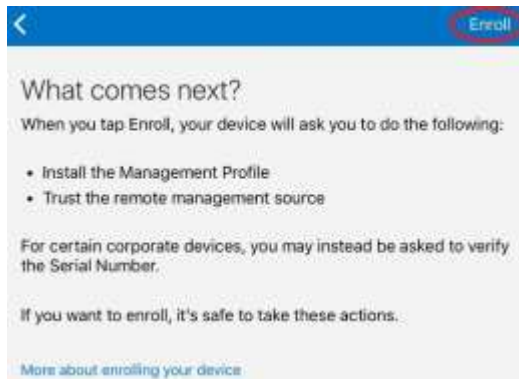 Enroll
What comes next?
When you tap Enroll, your device will ask you to do the following:
• Install the Management Profile
• Trust the remote management source
For certain corporate devices, you may instead be asked to verify
the Serial Number.
If you want to enroll, it's safe to take these actions.
More about enrolling your device